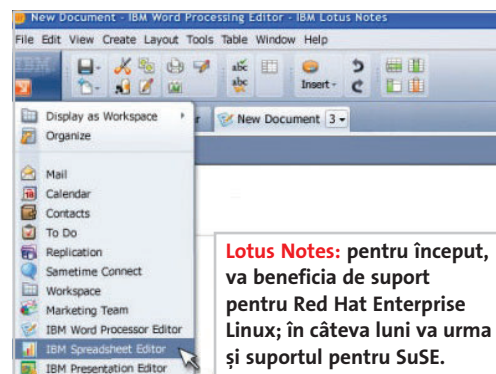 New Document - IBM Word Processing Editor - IBM Lotus Notes
File Edit View Create Layout Tools Table Window Help
IBM
abc
abc
Insert
New Document 3
Display as Workspace
Organize
Mail
Calendar
Contacts
To Do
Replication
Sametime Connect
Workspace
Marketing Team
IBM Word Processor Editor
IBM Spreadsheet Editor
IBM Presentation Editor
Lotus Notes: pentru început,
va beneficia de suport
pentru Red Hat Enterprise
Linux; în câteva luni va urma
și suportul pentru SuSE.